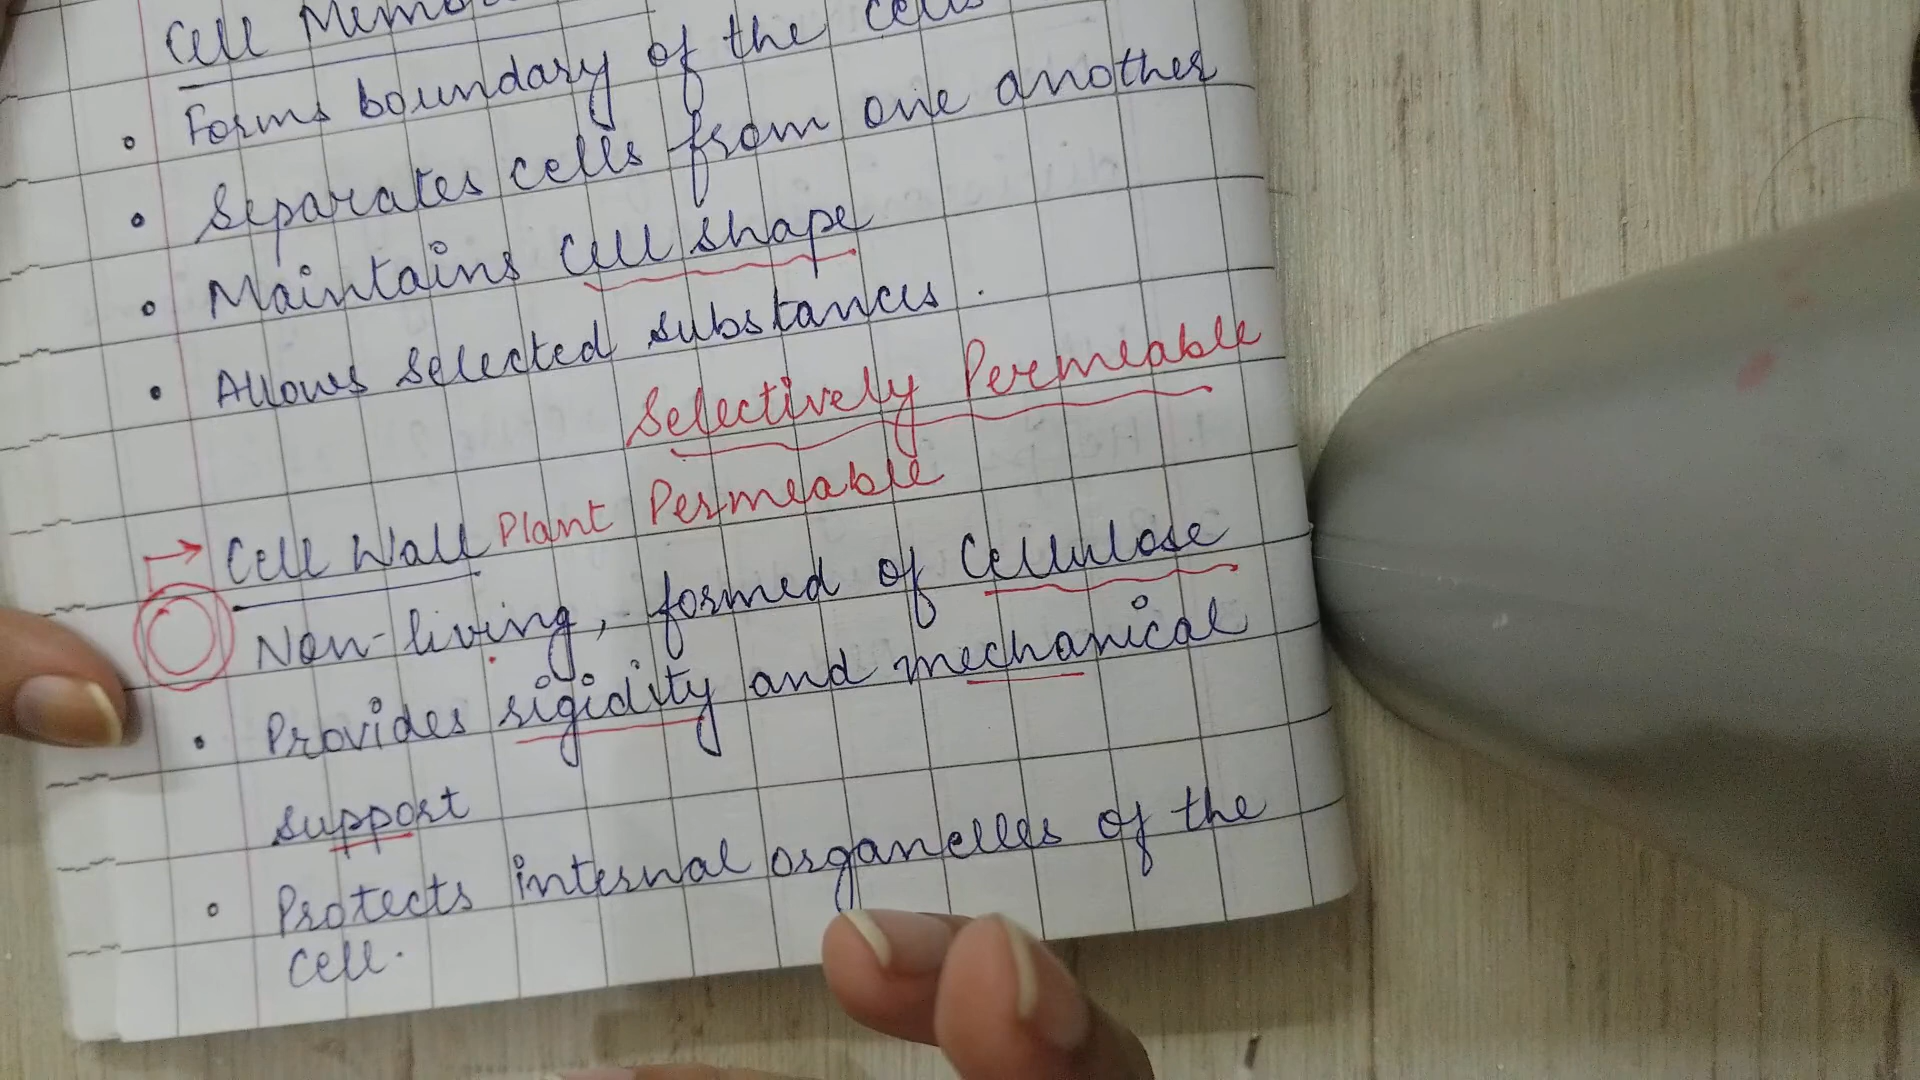 Cell
Forms boundary of the cells
Separates cells from one another
Maintains Cell shape
Allows selected substances.
Selectively Permeable
→ Cell Wall Plant Permeable
Non-living, formed of Cellulose
Provides rigidity and mechanical
support
Protects internal organelles of the
cell.